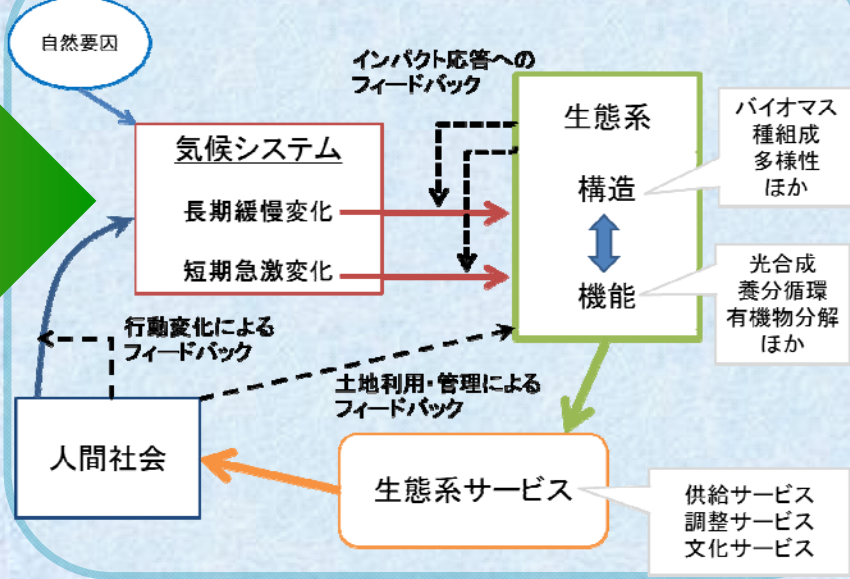 自然要因
インパクト応答への
フィードバック
気候システム
長期緩慢変化
短期急激変化
生態系
構造
機能
バイオマス
種組成
多様性
ほか
光合成
養分循環
有機物分解
ほか
行動変化による
フィードバック
土地利用・管理による
フィードバック
人間社会
生態系サービス
供給サービス
調整サービス
文化サービス